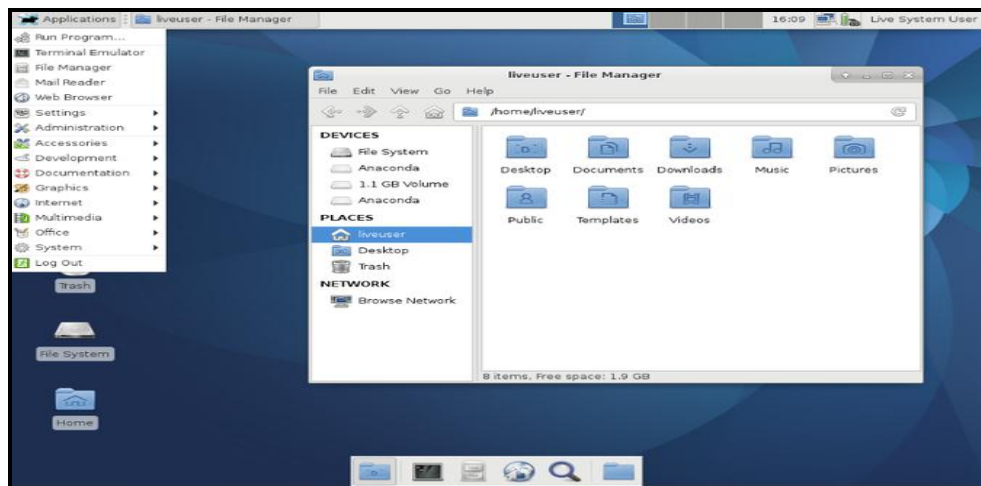 Applications liveuser - File Manager 16:09 Live System User
Run Program...
Terminal Emulator
File Manager
Mail Reader
Web Browser
Settings
Administration
Accessories
Development
Documentation
Graphics
Internet
Multimedia
Office
System
Log Out
Trash
File System
Home
liveuser - File Manager
File Edit View Go Help
/home/liveuser/
DEVICES
File System
Anaconda
1.1 GB Volume
Anaconda
PLACES
liveuser
Desktop
Trash
NETWORK
Browse Network
Desktop Documents Downloads Music Pictures
Public Templates Videos
8 items, Free space: 1.9 GB